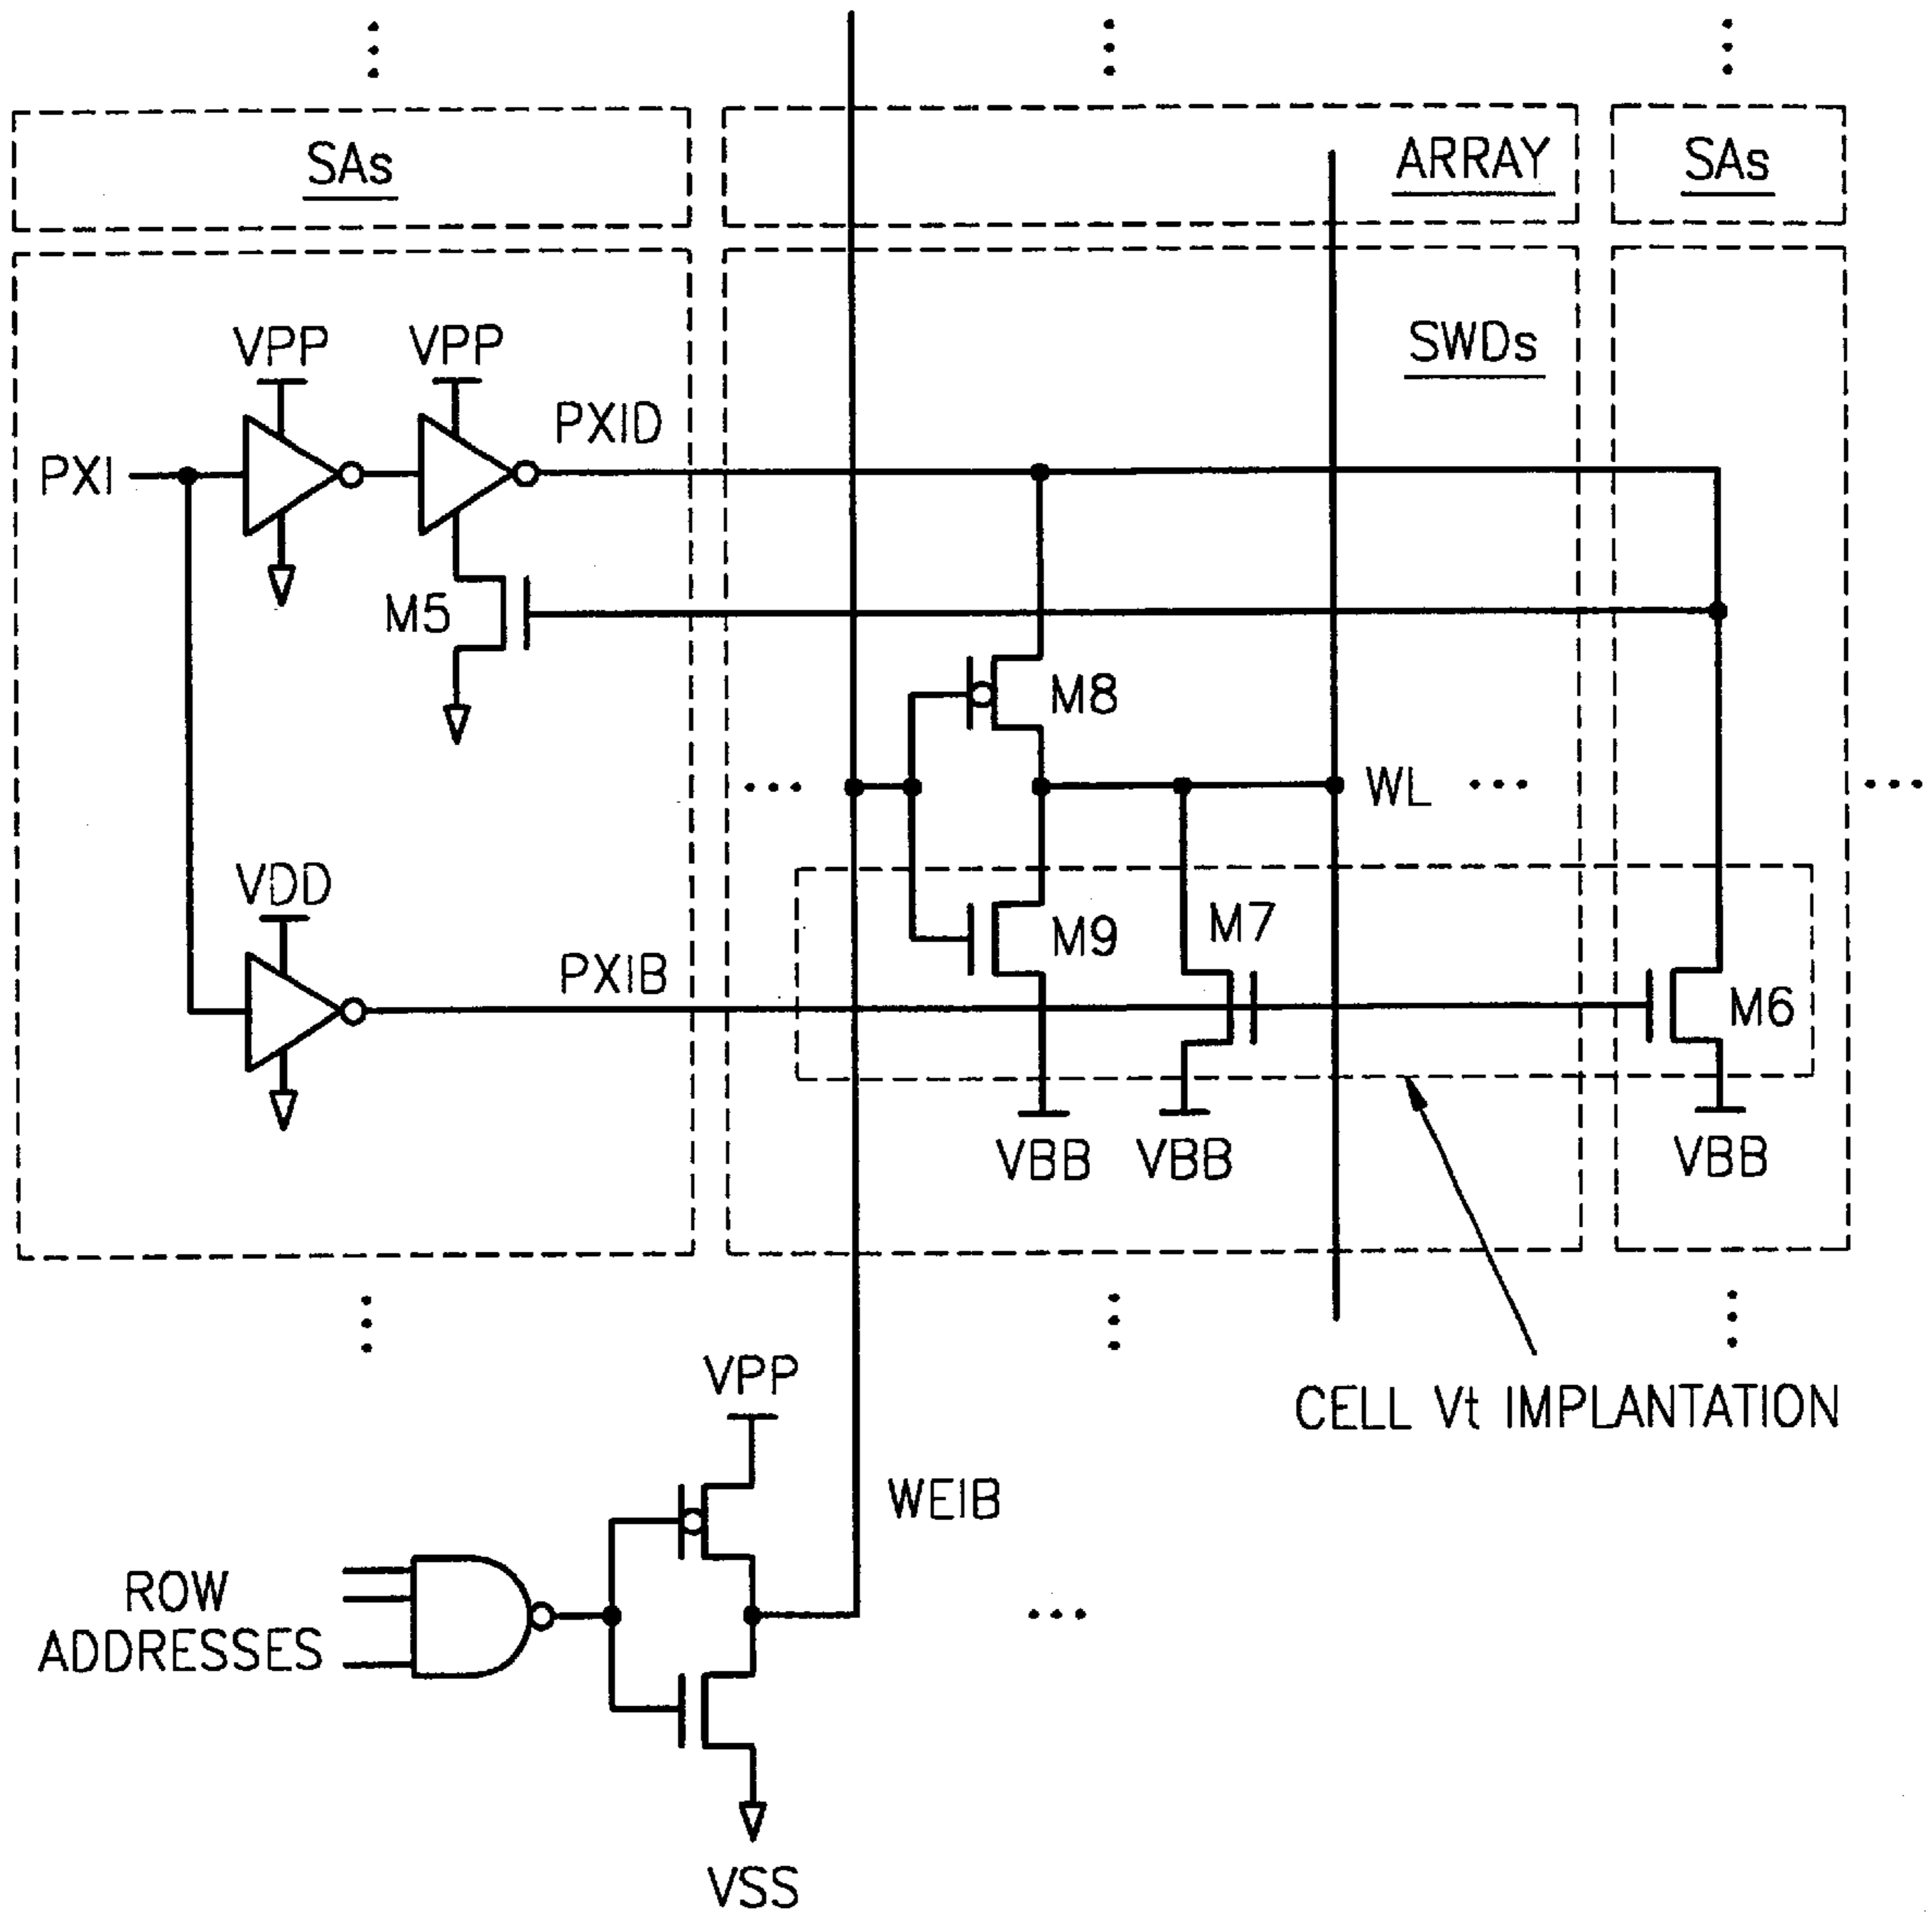 SAs
ARRAY
SAs
VPP
VPP
SWDs
PXID
PXI
M5
M8
WL
VDD
M9
M7
PXIB
M6
VBB
VBB
VBB
VPP
CELL Vt IMPLANTATION
WEIB
ROW
ADDRESSES
VSS